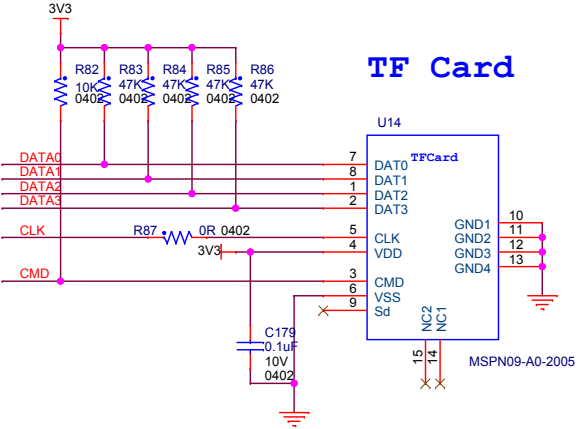 3V3
R82
10K
0402
R83
47K
0402
R84
47K
0402
R85
47K
0402
R86
47K
0402
TF Card
U14
TFCard
DATA0
7
DAT0
DATA1
8
DAT1
DATA2
1
DAT2
DATA3
2
DAT3
GND1
10
GND2
11
GND3
12
GND4
13
CLK
R87
0R 0402
5
CLK
3V3
4
VDD
CMD
3
CMD
6
VSS
9
Sd
NC2
NC1
15
14
C179
0.1uF
10V
0402
MSPN09-A0-2005